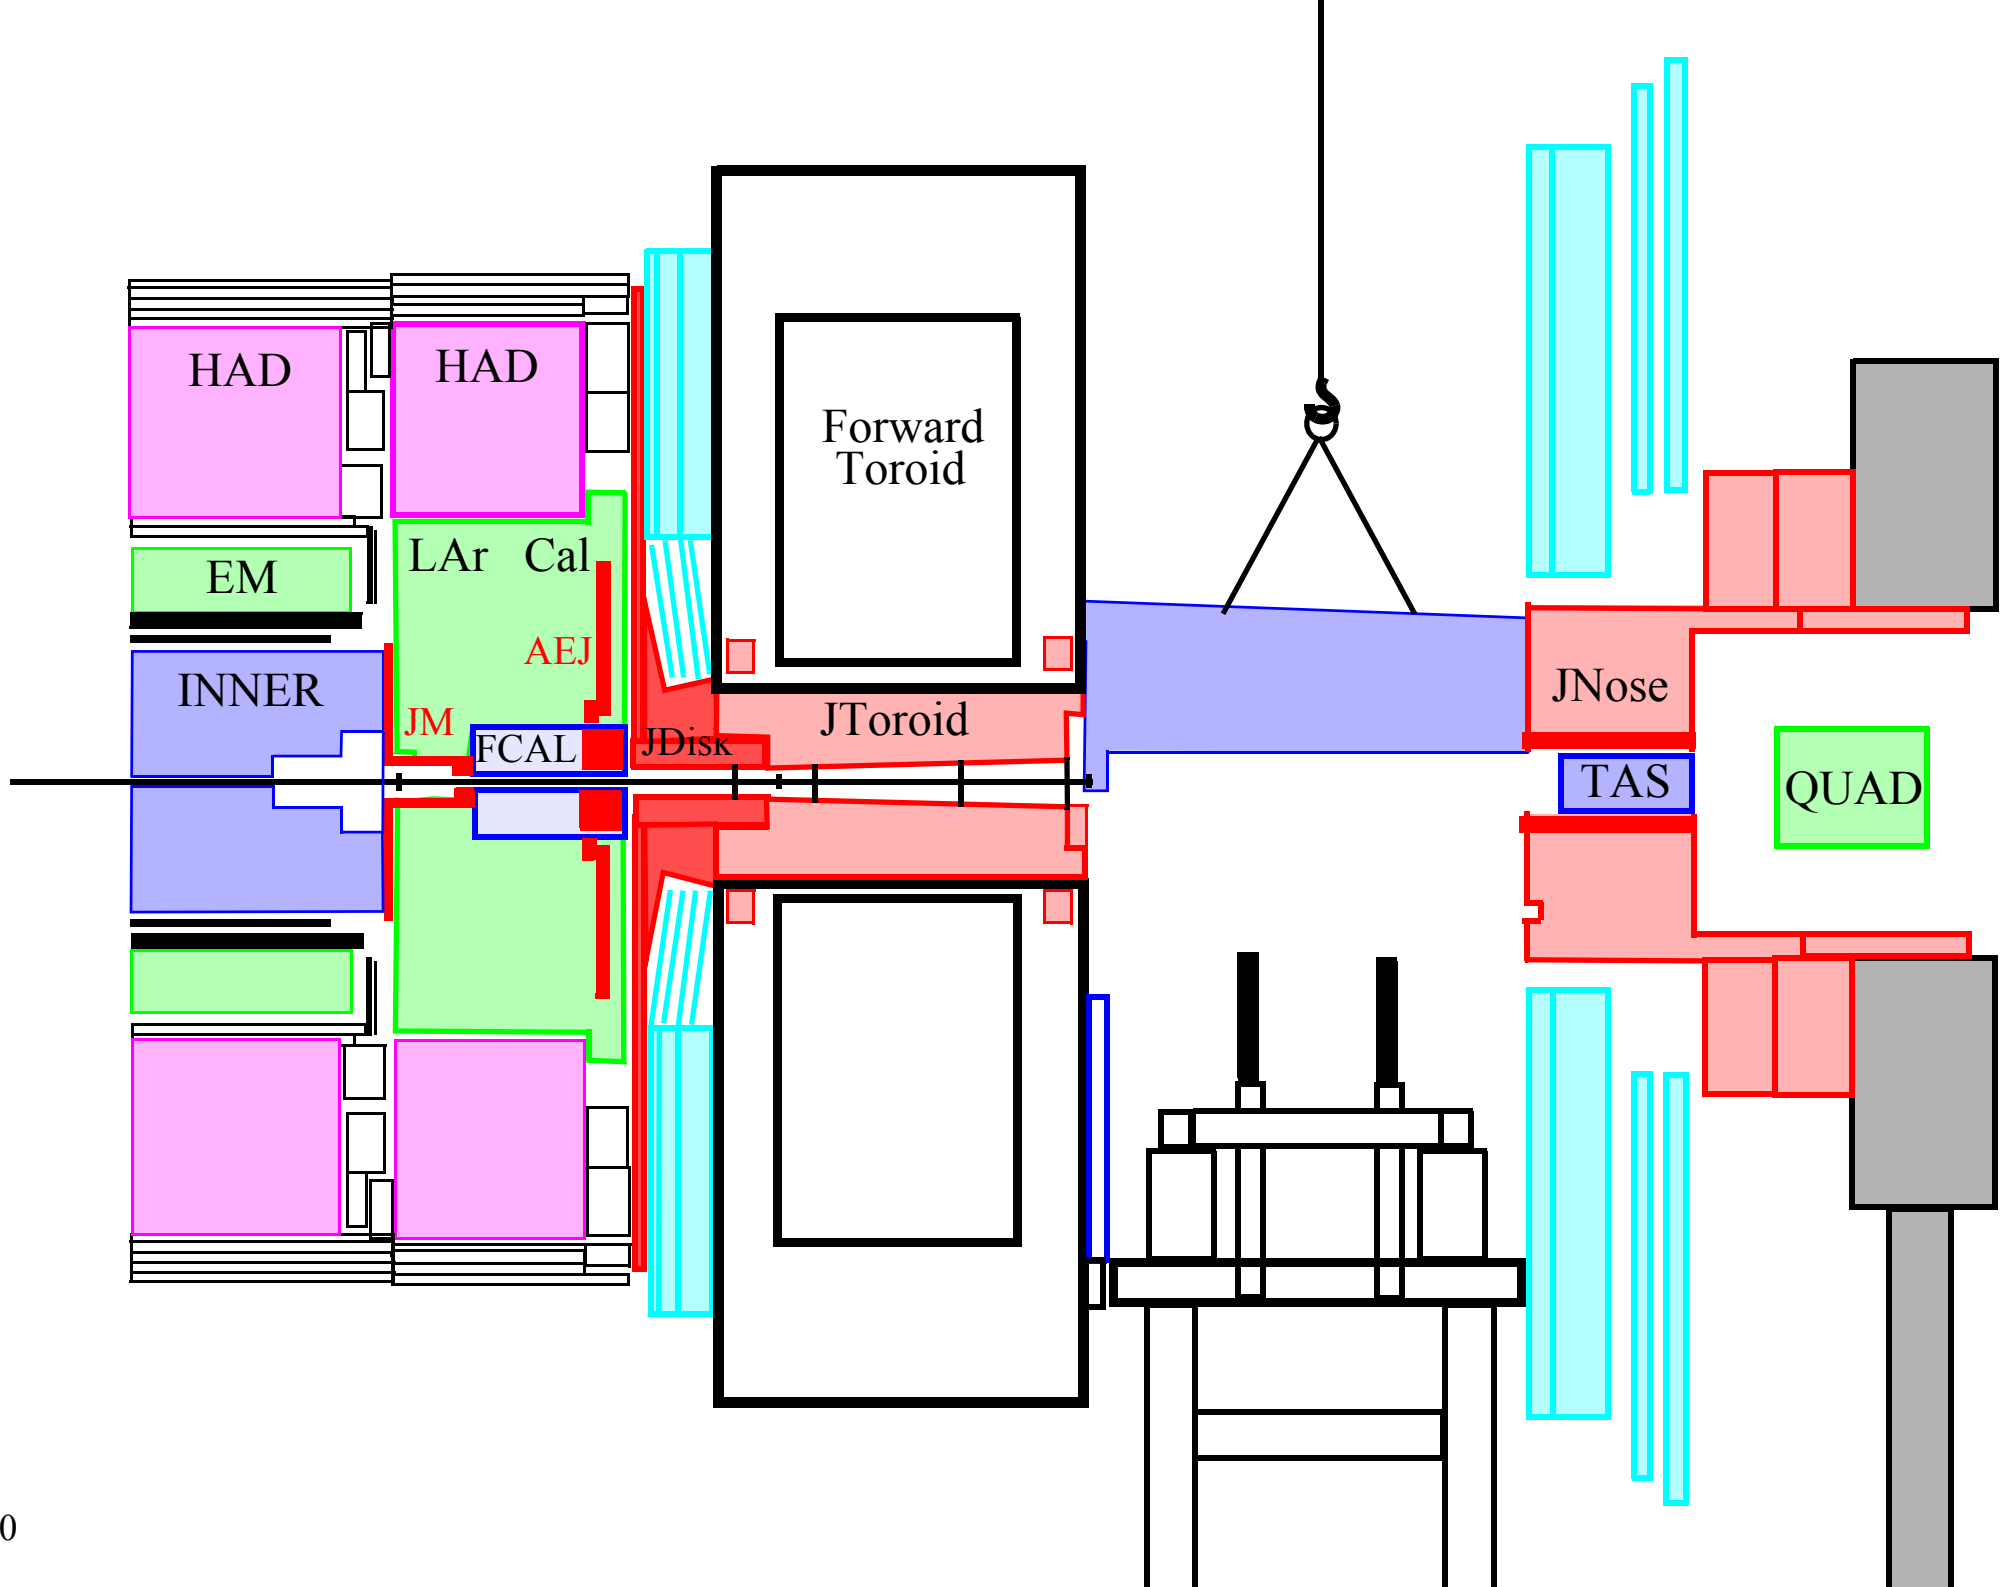 HAD
HAD
Forward
Toroid
LAr Cal
EM
AEJ
INNER
JM
FCAL
JDisk
JToroid
JNose
TAS
QUAD
0